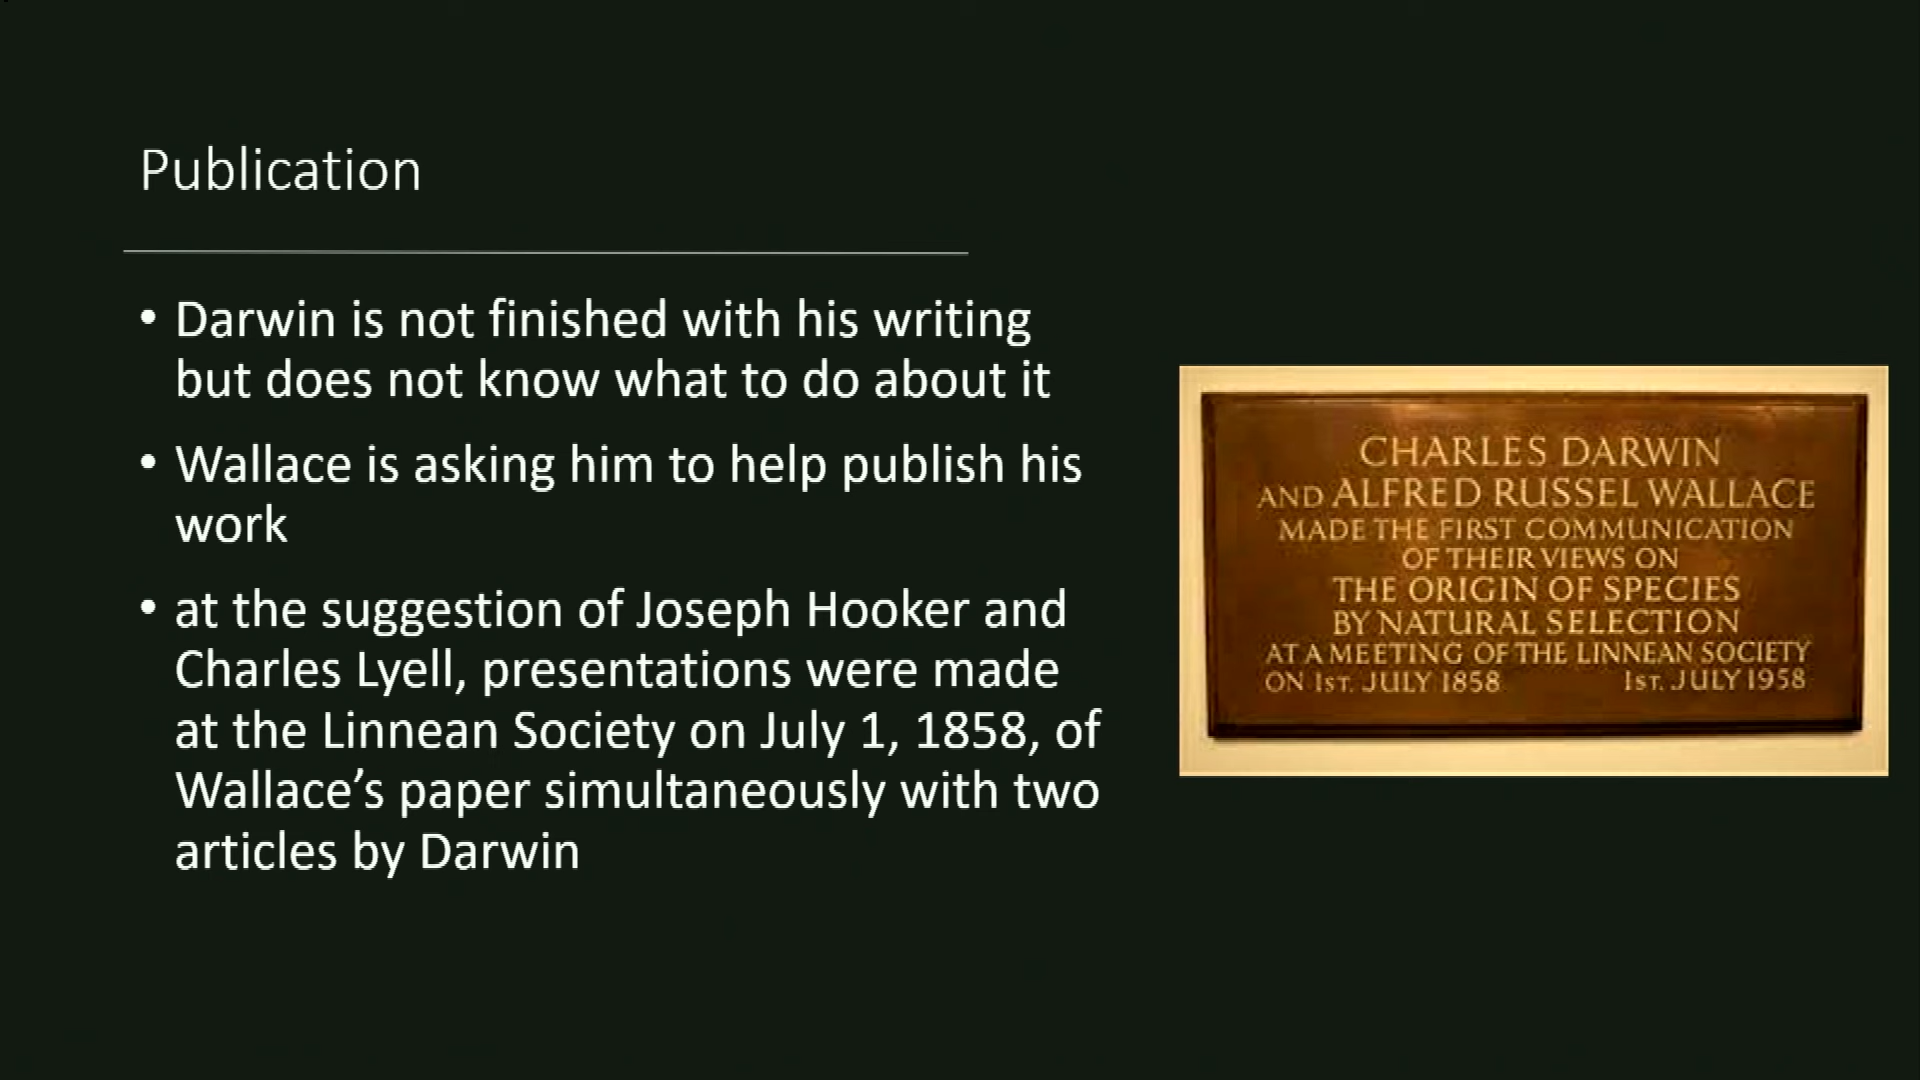 Publication
• Darwin is not finished with his writing
but does not know what to do about it
• Wallace is asking him to help publish his
work
• at the suggestion of Joseph Hooker and
Charles Lyell, presentations were made
at the Linnean Society on July 1, 1858, of
Wallace’s paper simultaneously with two
articles by Darwin
CHARLES DARWIN
AND ALFRED RUSSEL WALLACE
MADE THE FIRST COMMUNICATION
OF THEIR VIEWS ON
THE ORIGIN OF SPECIES
BY NATURAL SELECTION
AT A MEETING OF THE LINNEAN SOCIETY
ON 1ST. JULY 1858 1ST. JULY 1958